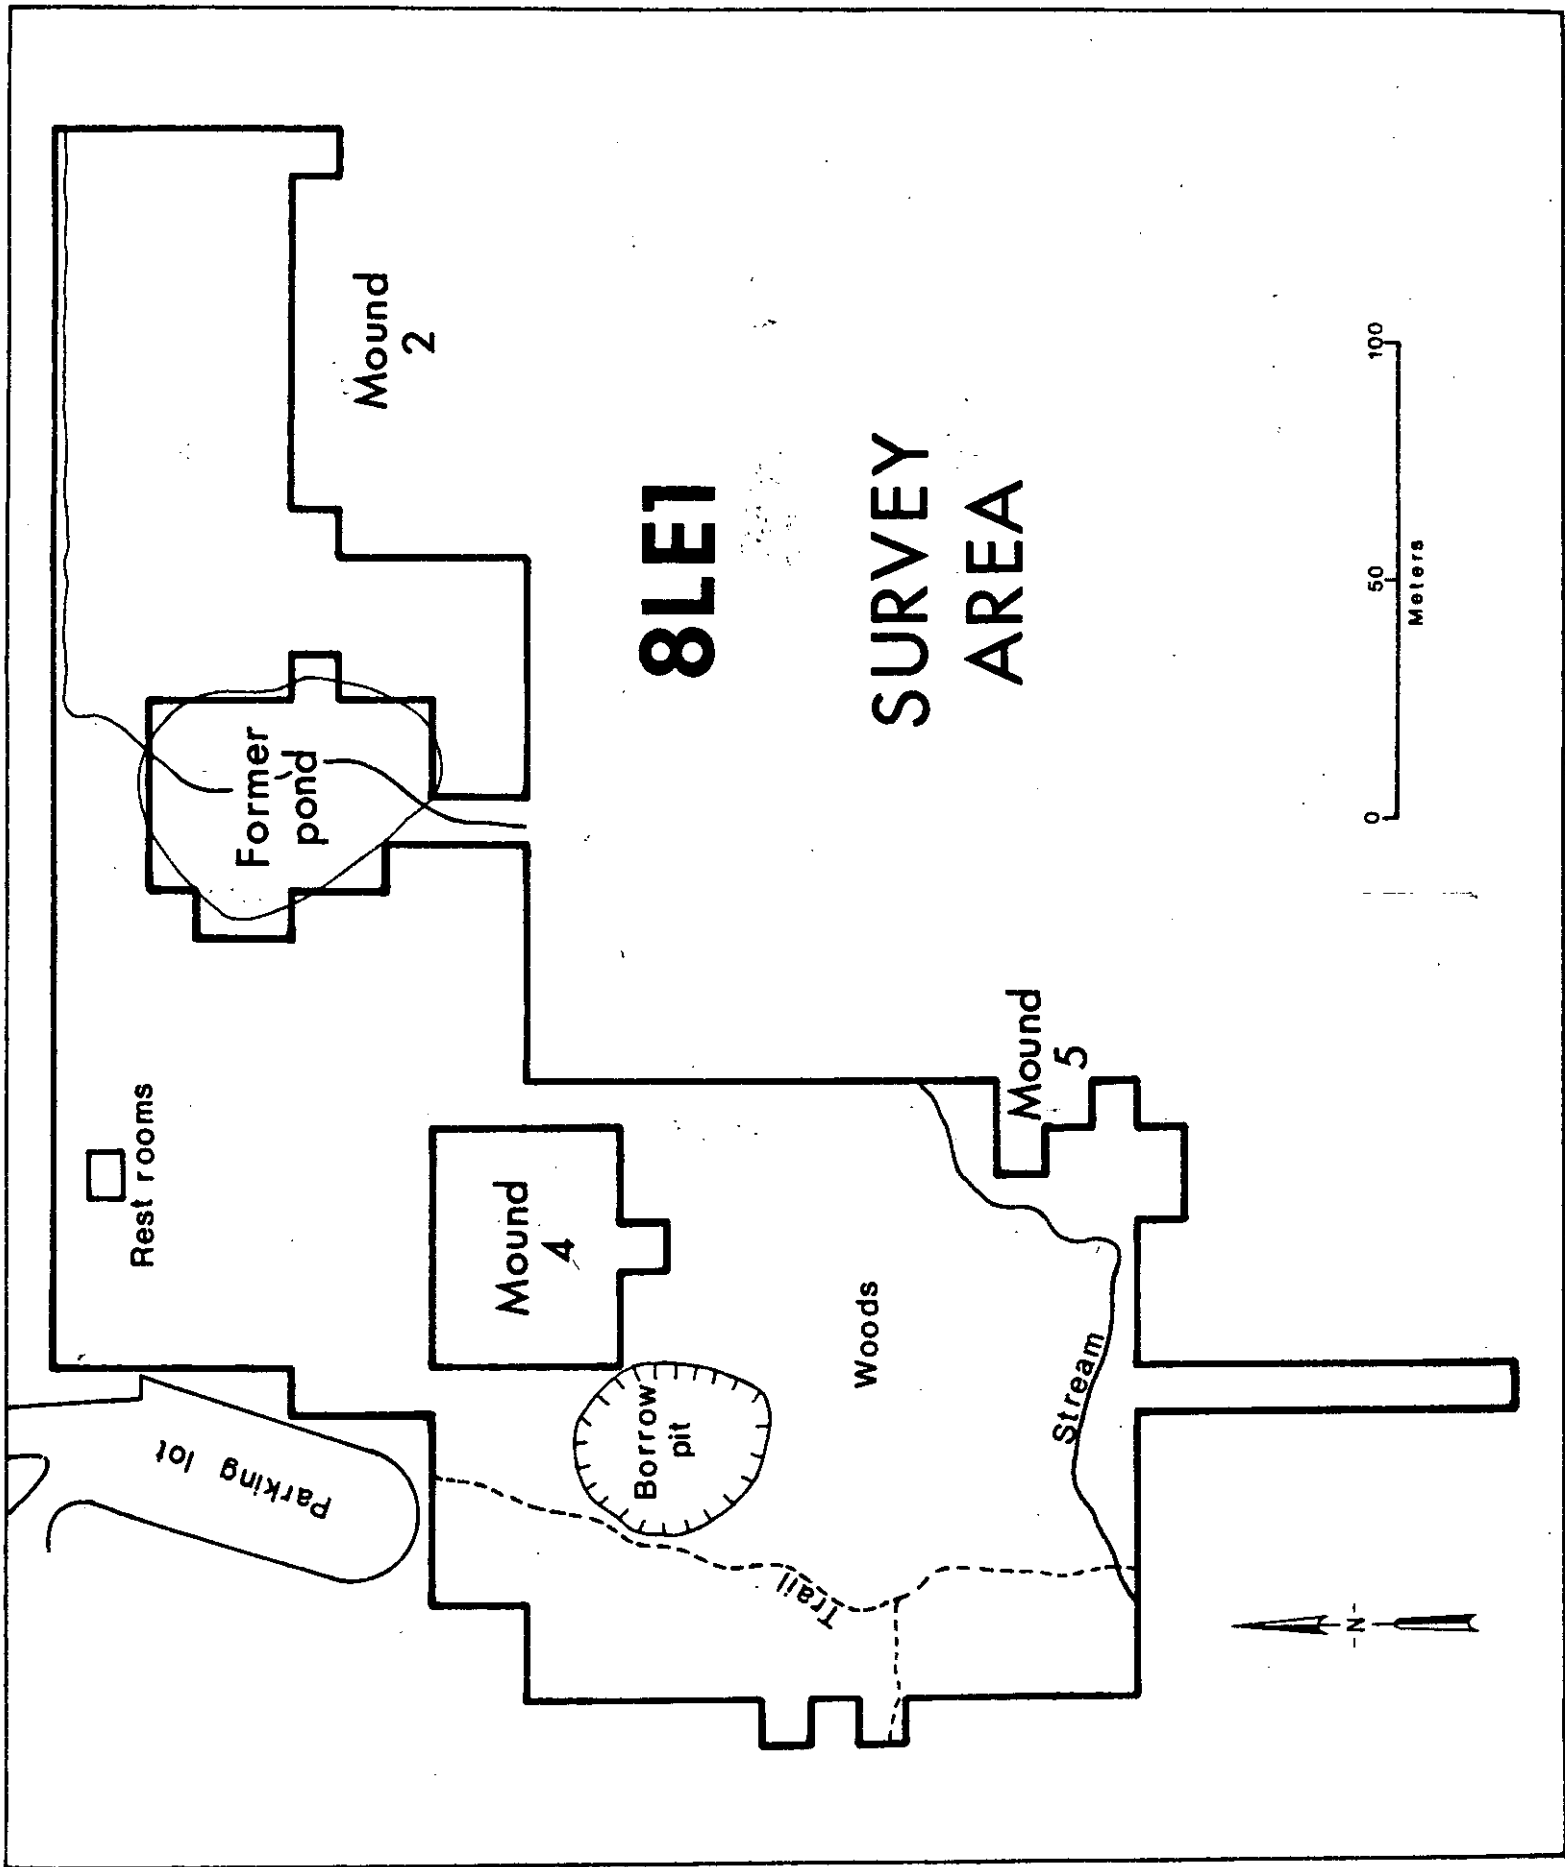 Parking lot
Rest rooms
Former
pond
Mound
2
Mound
4
Borrow
pit
8LE1
Trail
Woods
SURVEY
AREA
Stream
Mound
5
N
0 50 100
Meters